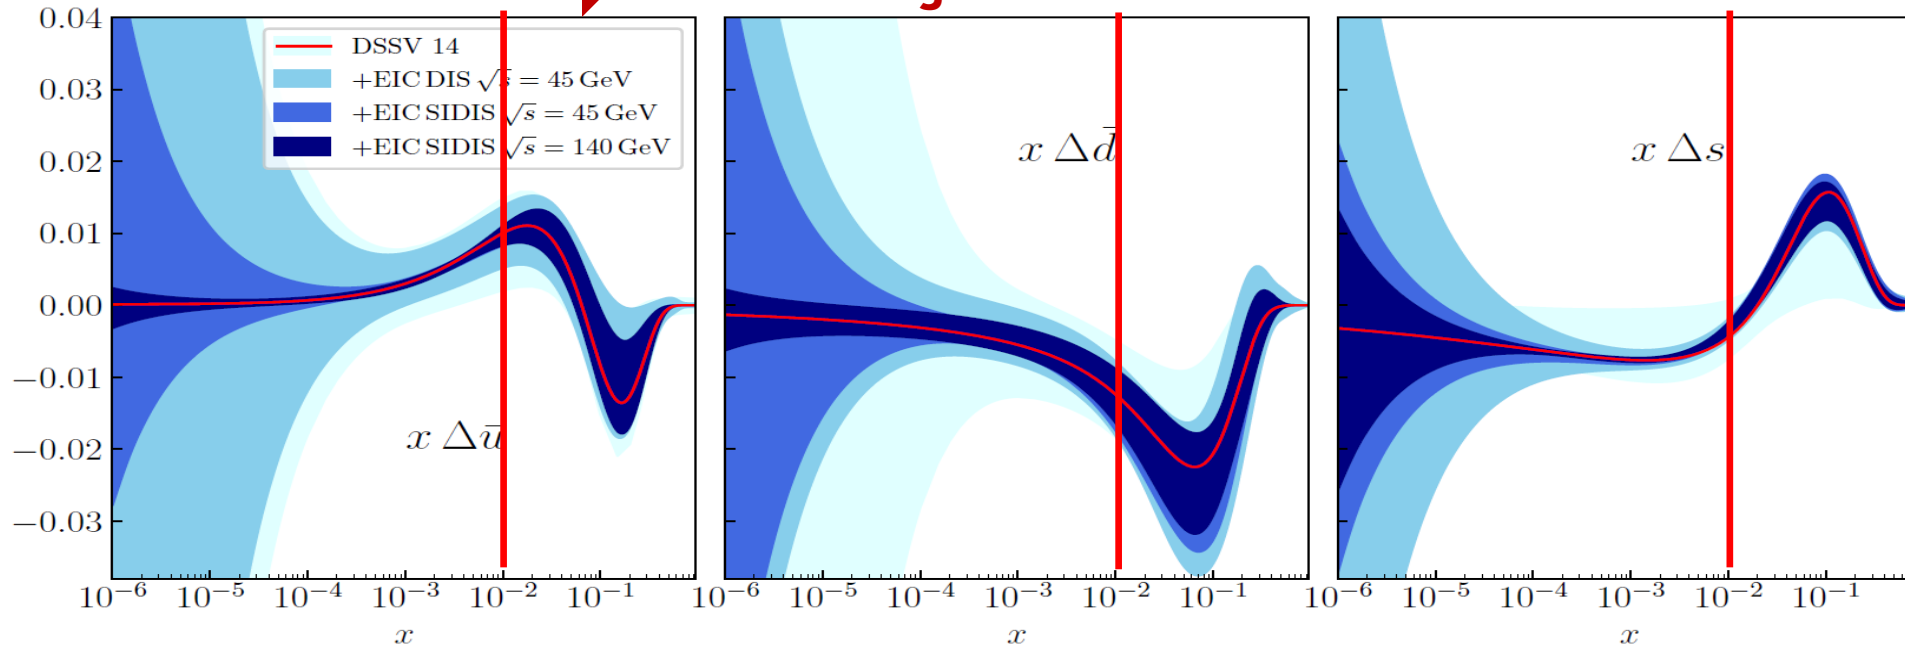 g
0.04
0.03
0.02
0.01
0.00
−0.01
−0.02
−0.03
DSSV 14
+EIC DIS √s = 45 GeV
+EIC SIDIS √s = 45 GeV
+EIC SIDIS √s = 140 GeV
x Δū
x Δd̄
x Δs
10⁻⁶ 10⁻⁵ 10⁻⁴ 10⁻³ 10⁻² 10⁻¹
10⁻⁶ 10⁻⁵ 10⁻⁴ 10⁻³ 10⁻² 10⁻¹
10⁻⁶ 10⁻⁵ 10⁻⁴ 10⁻³ 10⁻² 10⁻¹
x
x
x